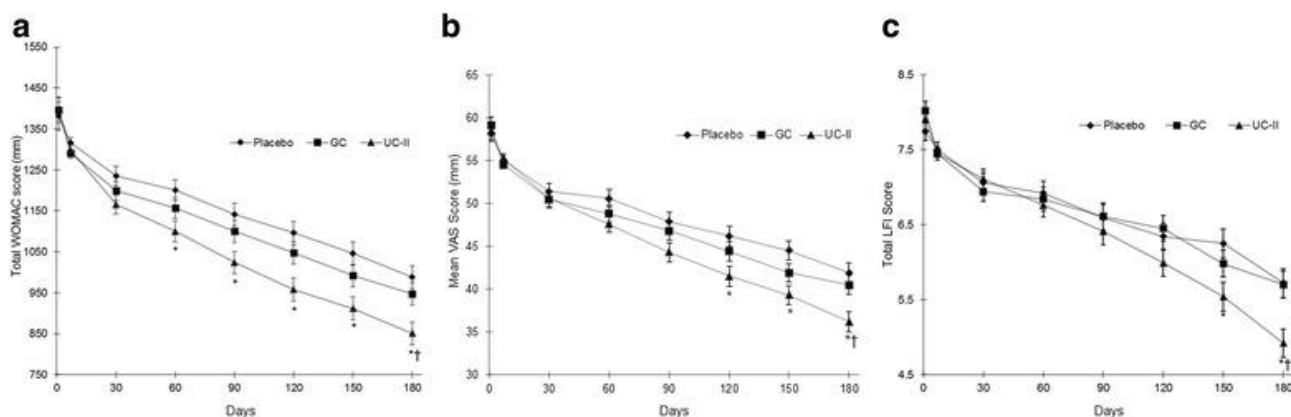 a
Total WOMAC score (mm)
1550
1450
1350
1250
1150
1050
950
850
750
Placebo GC UC-II
*
*
*
*
*†
0 30 60 90 120 150 180
Days
b
Mean VAS Score (mm)
65
60
55
50
45
40
35
30
Placebo GC UC-II
*
*
*†
0 30 60 90 120 150 180
Days
c
Total LFI Score
8.5
7.5
6.5
5.5
4.5
Placebo GC UC-II
*
*†
0 30 60 90 120 150 180
Days